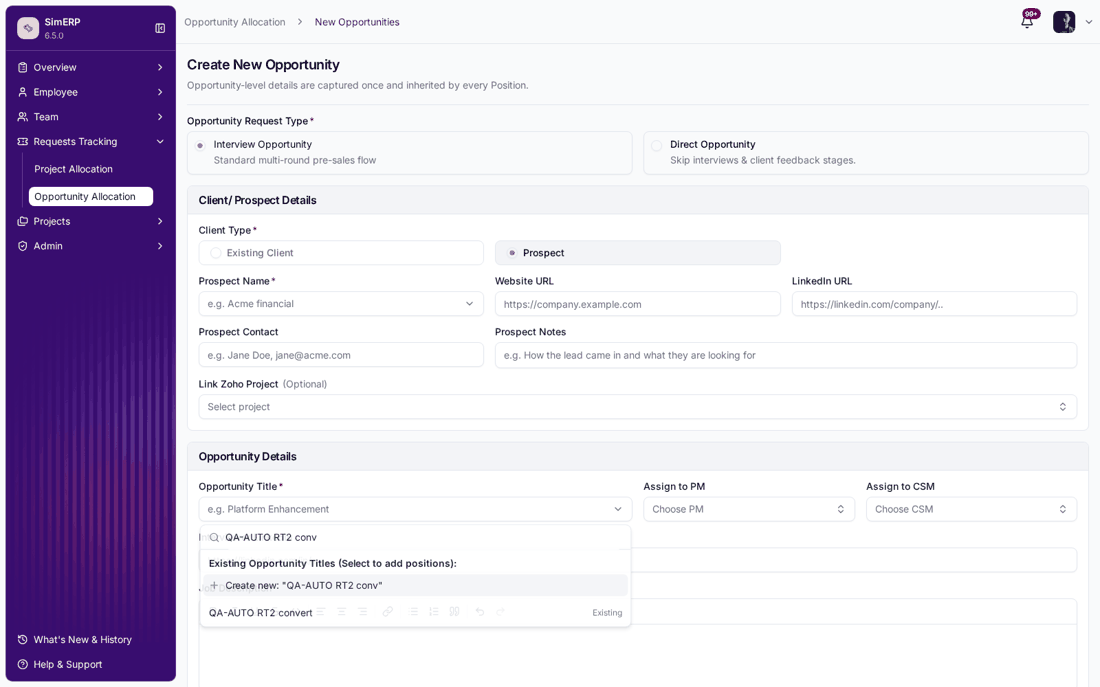 SimERP
6.5.0
Overview
Employee
Team
Requests Tracking
Project Allocation
Opportunity Allocation
Projects
Admin
What's New & History
Help & Support
Opportunity Allocation > New Opportunities
99+
Create New Opportunity
Opportunity-level details are captured once and inherited by every Position.
Opportunity Request Type*
Interview Opportunity
Standard multi-round pre-sales flow
Direct Opportunity
Skip interviews & client feedback stages.
Client/ Prospect Details
Client Type*
Existing Client
Prospect
Prospect Name* Website URL LinkedIn URL
e.g. Acme financial https://company.example.com https://linkedin.com/company/..
Prospect Contact Prospect Notes
e.g. Jane Doe, jane@acme.com e.g. How the lead came in and what they are looking for
Link Zoho Project (Optional)
Select project
Opportunity Details
Opportunity Title* Assign to PM Assign to CSM
e.g. Platform Enhancement Choose PM Choose CSM
QA-AUTO RT2 conv
Existing Opportunity Titles (Select to add positions):
+ Create new: "QA-AUTO RT2 conv"
QA-AUTO RT2 convert Existing